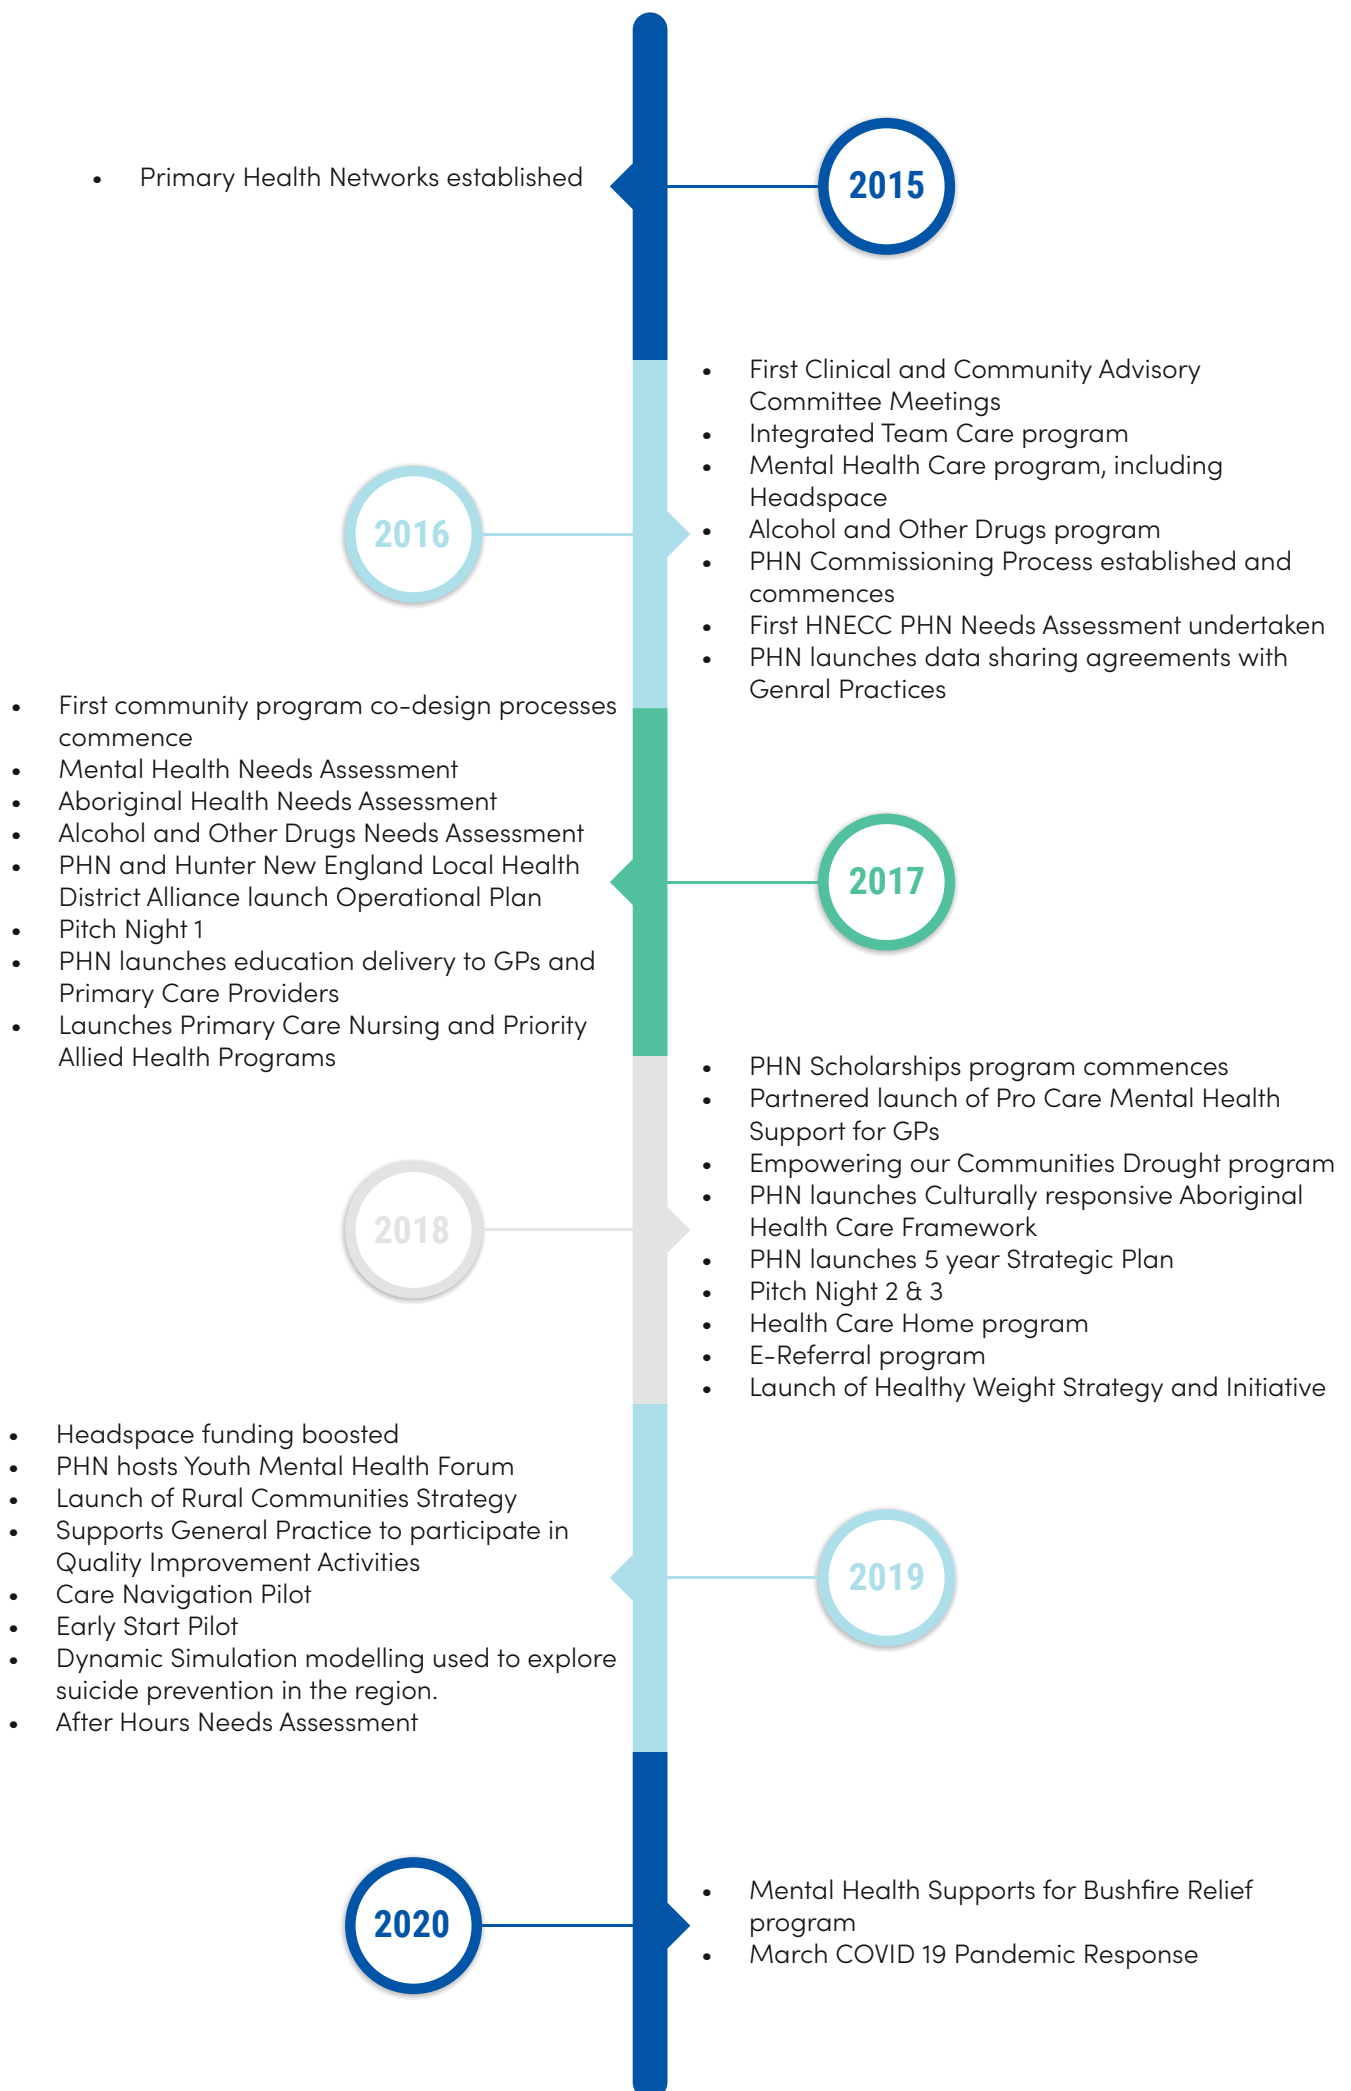 • Primary Health Networks established
2015
2016
• First Clinical and Community Advisory
Committee Meetings
• Integrated Team Care program
• Mental Health Care program, including
Headspace
• Alcohol and Other Drugs program
• PHN Commissioning Process established and
commences
• First HNECC PHN Needs Assessment undertaken
• PHN launches data sharing agreements with
Genral Practices
• First community program co-design processes
commence
• Mental Health Needs Assessment
• Aboriginal Health Needs Assessment
• Alcohol and Other Drugs Needs Assessment
• PHN and Hunter New England Local Health
District Alliance launch Operational Plan
• Pitch Night 1
• PHN launches education delivery to GPs and
Primary Care Providers
• Launches Primary Care Nursing and Priority
Allied Health Programs
2017
2018
• PHN Scholarships program commences
• Partnered launch of Pro Care Mental Health
Support for GPs
• Empowering our Communities Drought program
• PHN launches Culturally responsive Aboriginal
Health Care Framework
• PHN launches 5 year Strategic Plan
• Pitch Night 2 & 3
• Health Care Home program
• E-Referral program
• Launch of Healthy Weight Strategy and Initiative
• Headspace funding boosted
• PHN hosts Youth Mental Health Forum
• Launch of Rural Communities Strategy
• Supports General Practice to participate in
Quality Improvement Activities
• Care Navigation Pilot
• Early Start Pilot
• Dynamic Simulation modelling used to explore
suicide prevention in the region.
• After Hours Needs Assessment
2019
2020
• Mental Health Supports for Bushfire Relief
program
• March COVID 19 Pandemic Response